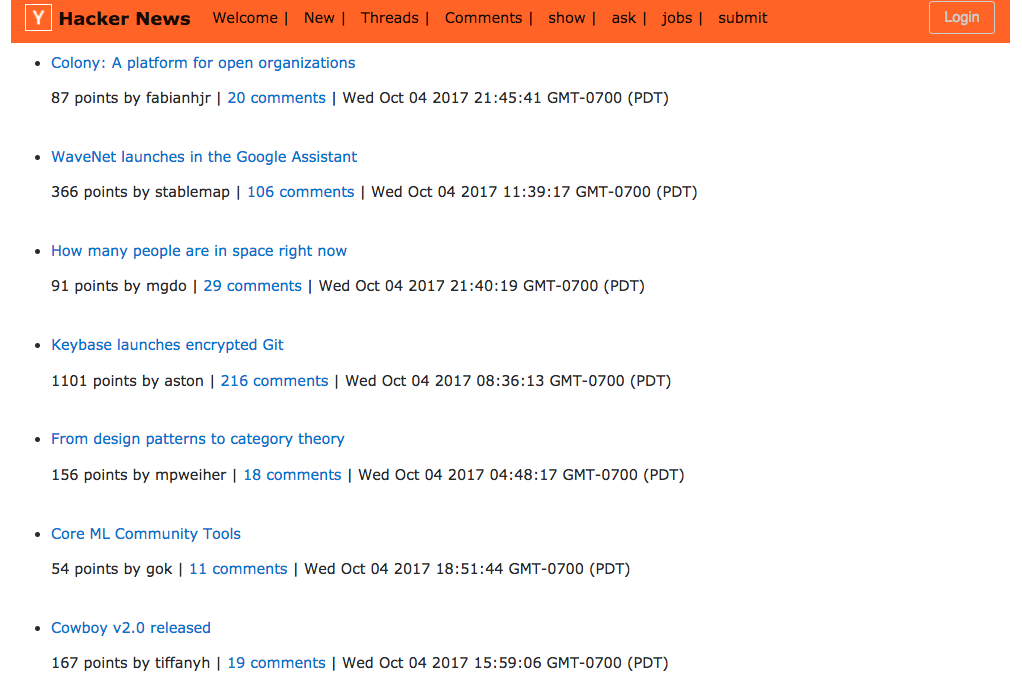 Y Hacker News Welcome | New | Threads | Comments | show | ask | jobs | submit Login
Colony: A platform for open organizations
87 points by fabianhjr | 20 comments | Wed Oct 04 2017 21:45:41 GMT-0700 (PDT)
WaveNet launches in the Google Assistant
366 points by stablemap | 106 comments | Wed Oct 04 2017 11:39:17 GMT-0700 (PDT)
How many people are in space right now
91 points by mgdo | 29 comments | Wed Oct 04 2017 21:40:19 GMT-0700 (PDT)
Keybase launches encrypted Git
1101 points by aston | 216 comments | Wed Oct 04 2017 08:36:13 GMT-0700 (PDT)
From design patterns to category theory
156 points by mpweiher | 18 comments | Wed Oct 04 2017 04:48:17 GMT-0700 (PDT)
Core ML Community Tools
54 points by gok | 11 comments | Wed Oct 04 2017 18:51:44 GMT-0700 (PDT)
Cowboy v2.0 released
167 points by tiffanyh | 19 comments | Wed Oct 04 2017 15:59:06 GMT-0700 (PDT)